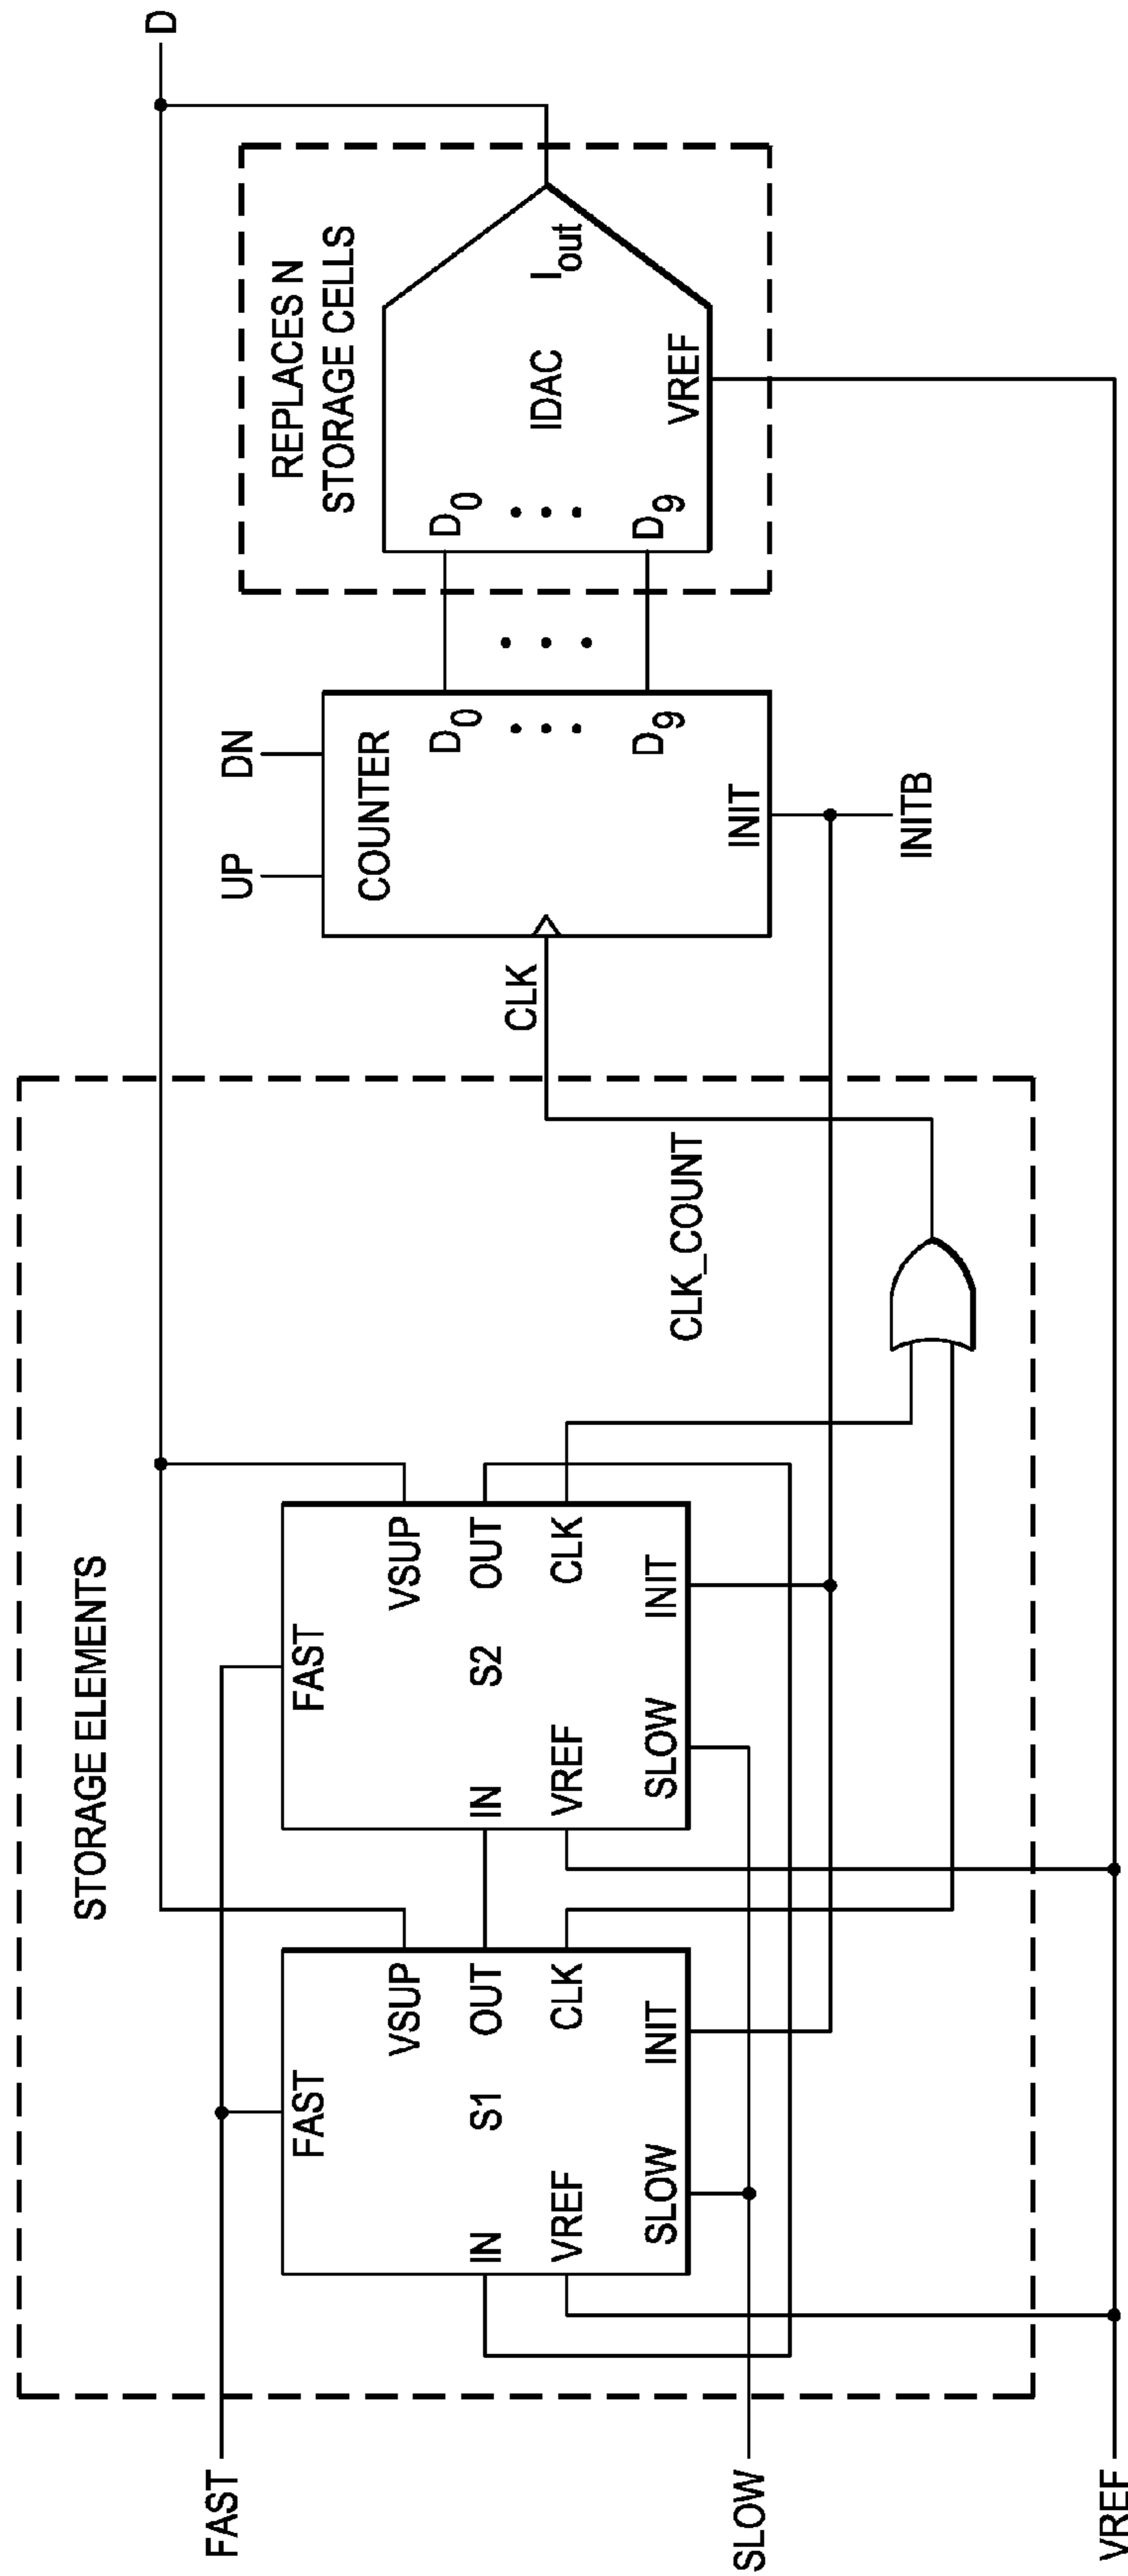 STORAGE ELEMENTS
FAST
SLOW
VREF
FAST
VSUP
IN
S1
OUT
VREF
CLK
SLOW
INIT
FAST
VSUP
IN
S2
OUT
VREF
CLK
SLOW
INIT
CLK_COUNT
CLK
UP
DN
COUNTER
D0
D9
INIT
INITB
REPLACES N
STORAGE CELLS
D0
D9
IDAC
Iout
VREF
D